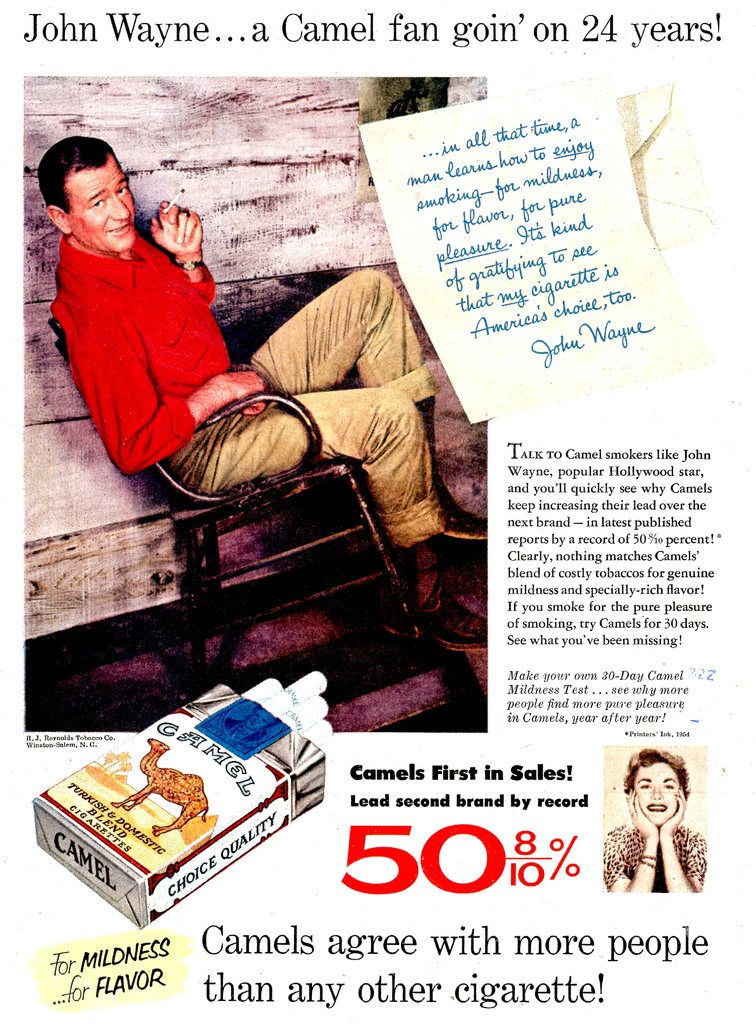 John Wayne...a Camel fan goin' on 24 years!
...in all that time, a
man learns how to enjoy
smoking—for mildness,
for flavor, for pure
pleasure. It's kind
of gratifying to see
that my cigarette is
America's choice, too.
John Wayne
TALK TO Camel smokers like John
Wayne, popular Hollywood star,
and you'll quickly see why Camels
keep increasing their lead over the
next brand — in latest published
reports by a record of 50 8/10 percent!*
Clearly, nothing matches Camels'
blend of costly tobaccos for genuine
mildness and specially-rich flavor!
If you smoke for the pure pleasure
of smoking, try Camels for 30 days.
See what you've been missing!
Make your own 30-Day Camel
Mildness Test . . . see why more
people find more pure pleasure
in Camels, year after year!
*Printers' Ink, 1954
R. J. Reynolds Tobacco Co.
Winston-Salem, N. C.
CAMEL
CAMEL
CAMEL
TURKISH & DOMESTIC
BLEND
CIGARETTES
CAMEL
CHOICE QUALITY
Camels First in Sales!
Lead second brand by record
50 8/10 %
For MILDNESS
...for FLAVOR
Camels agree with more people
than any other cigarette!